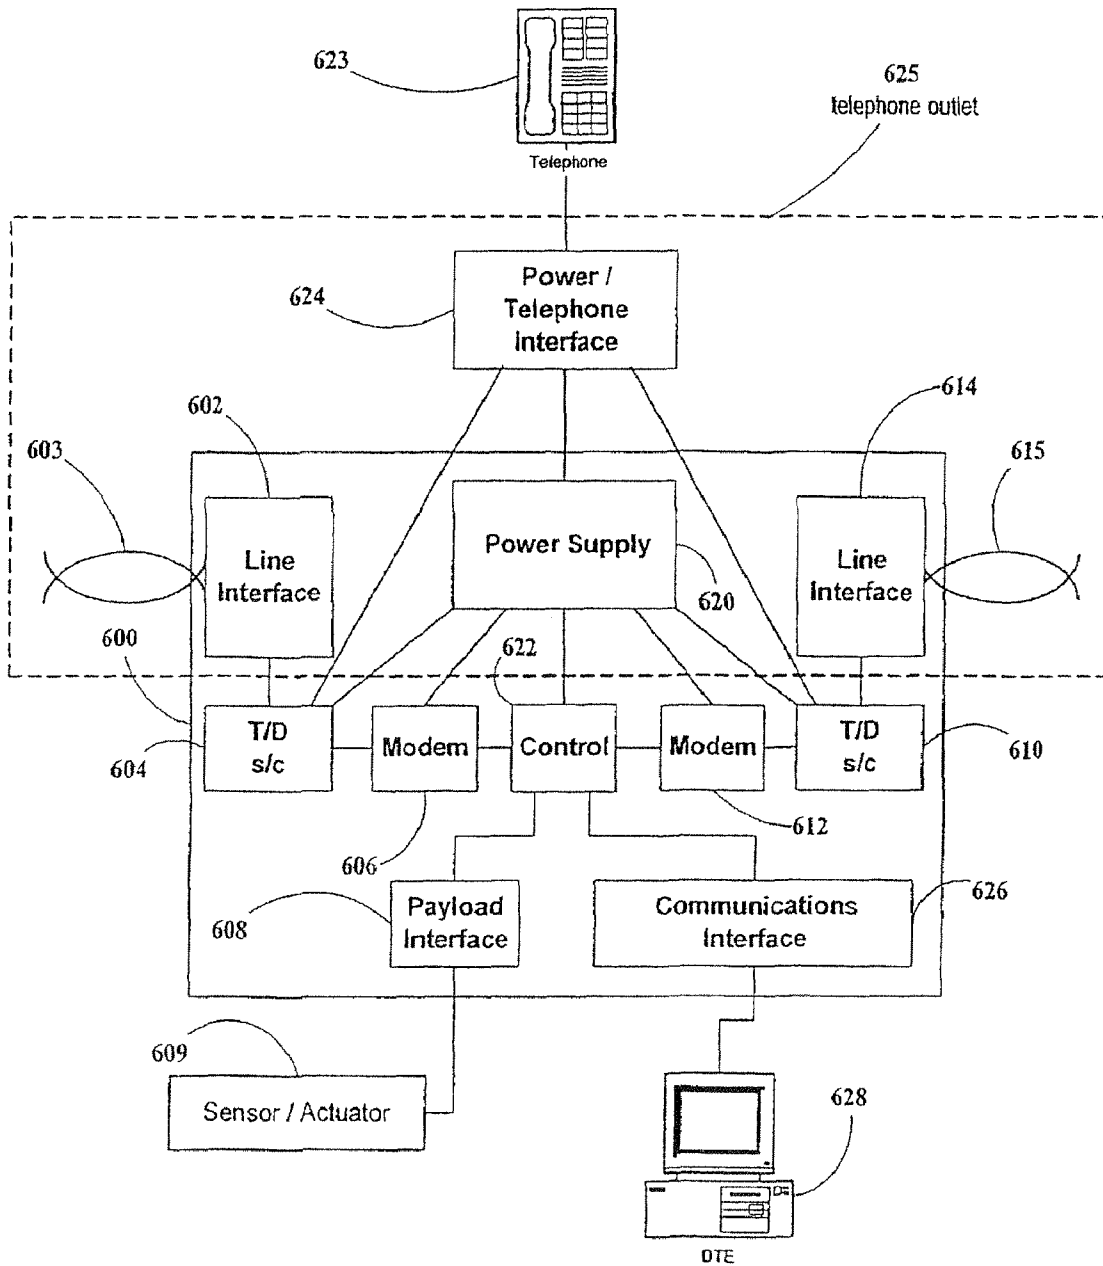 623
625
telephone outlet
Telephone
Power /
Telephone
Interface
624
602
614
603
615
Line
Interface
Power Supply
Line
Interface
620
600
622
T/D
s/c
Modem
Control
Modem
T/D
s/c
604
610
606
612
Payload
Interface
608
Communications
Interface
626
609
Sensor / Actuator
628
DTE